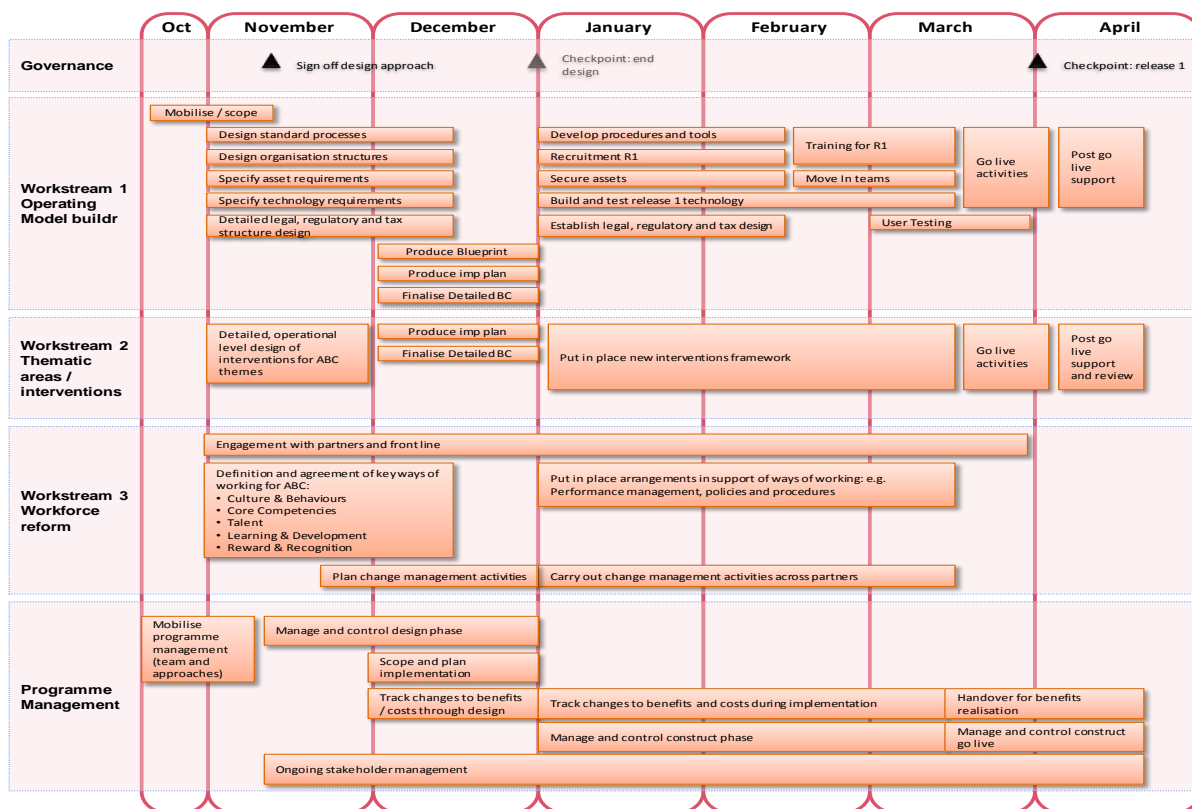 Oct
November
December
January
February
March
April
Governance
Sign off design approach
Checkpoint: end
design
Checkpoint: release 1
Workstream 1
Operating
Model buildr
Mobilise / scope
Design standard processes
Design organisation structures
Specify asset requirements
Specify technology requirements
Detailed legal, regulatory and tax
structure design
Produce Blueprint
Produce imp plan
Finalise Detailed BC
Develop procedures and tools
Recruitment R1
Secure assets
Build and test release 1 technology
Establish legal, regulatory and tax design
Training for R1
Move In teams
User Testing
Go live
activities
Post go
live
support
Workstream 2
Thematic
areas /
interventions
Detailed, operational
level design of
interventions for ABC
themes
Produce imp plan
Finalise Detailed BC
Put in place new interventions framework
Go live
activities
Post go
live
support
and review
Workstream 3
Workforce
reform
Engagement with partners and front line
Definition and agreement of key ways of
working for ABC:
• Culture & Behaviours
• Core Competencies
• Talent
• Learning & Development
• Reward & Recognition
Put in place arrangements in support of ways of working: e.g.
Performance management, policies and procedures
Plan change management activities
Carry out change management activities across partners
Programme
Management
Mobilise
programme
management
(team and
approaches)
Manage and control design phase
Scope and plan
implementation
Track changes to benefits
/ costs through design
Track changes to benefits and costs during implementation
Handover for benefits
realisation
Manage and control construct phase
Manage and control construct
go live
Ongoing stakeholder management